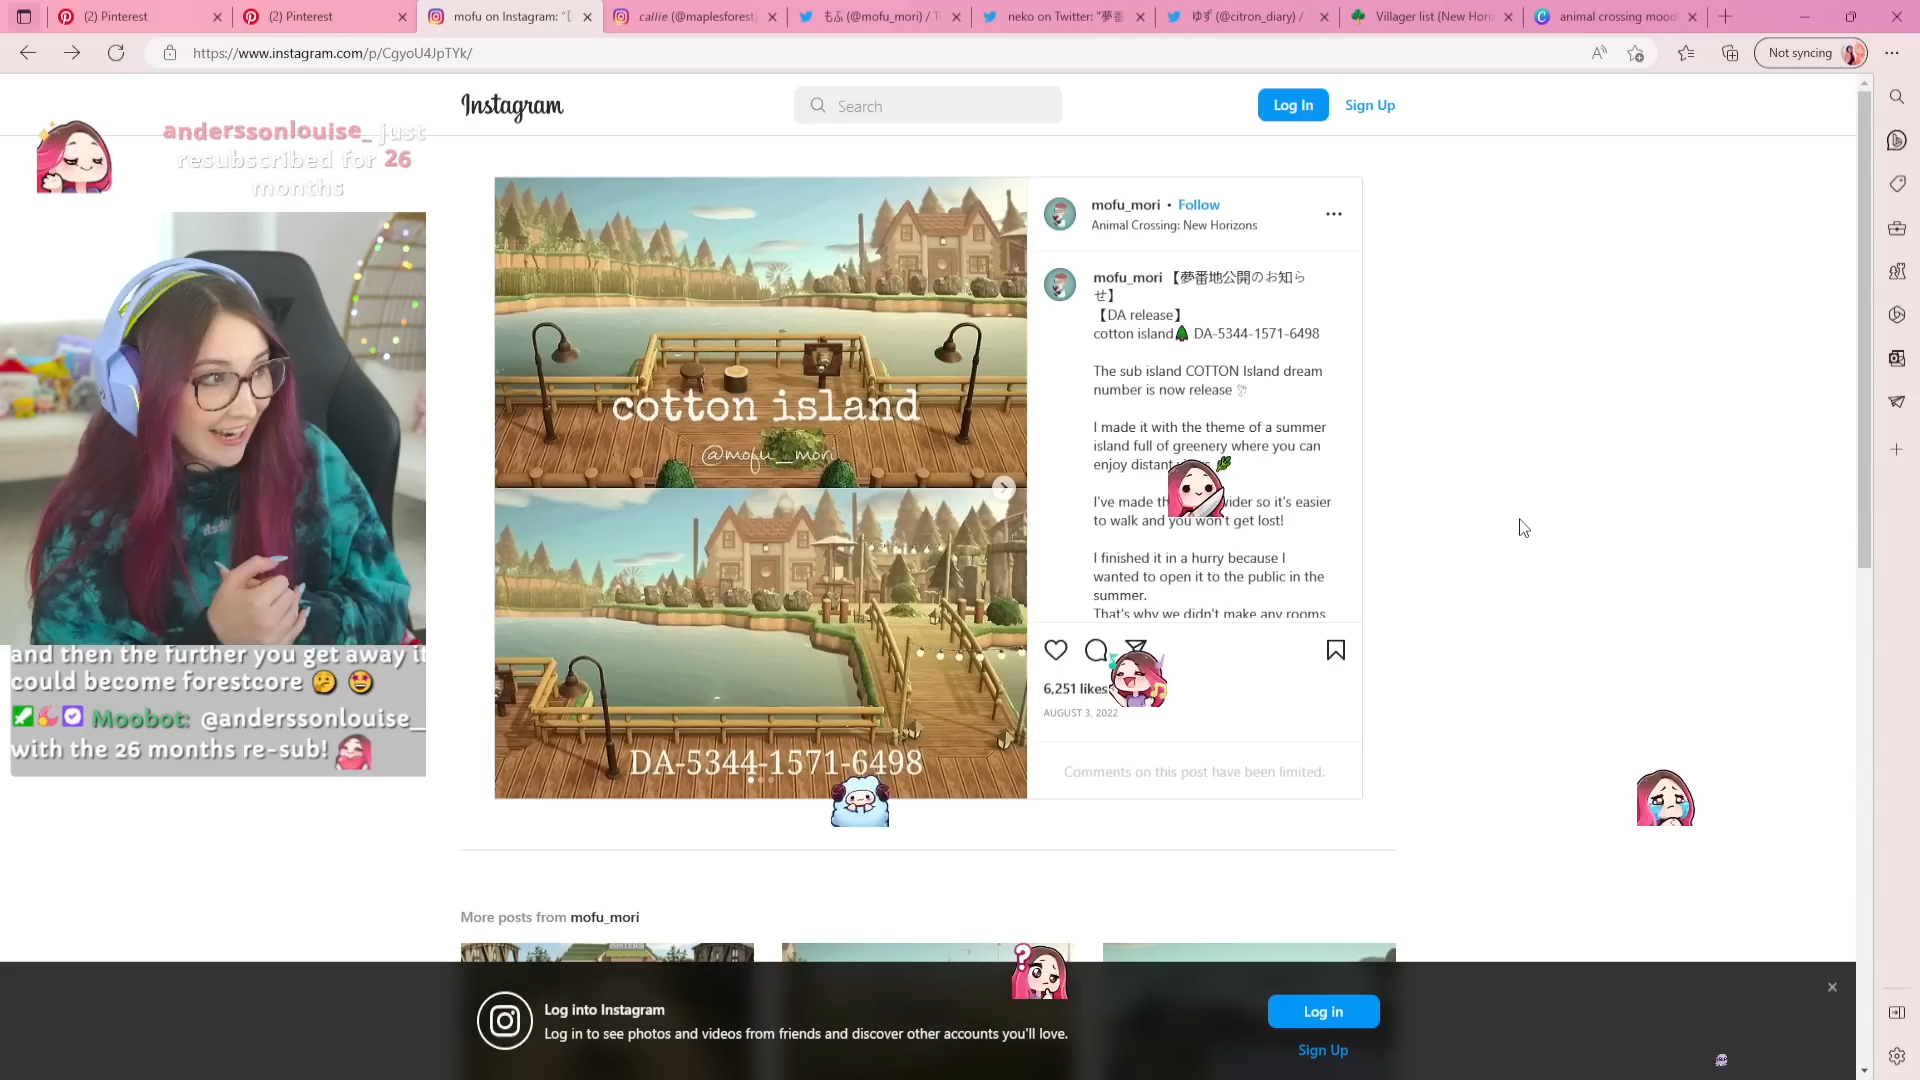 (2) Pinterest
(2) Pinterest
mofu on Instagram: "【
callie (@maplesforest
もふ (@mofu_mori) / T
neko on Twitter: "夢番
ゆず (@citron_diary) /
Villager list (New Hori
animal crossing mood
https://www.instagram.com/p/CgyoU4JpTYk/
Not syncing
Instagram
Search
Log In
Sign Up
anderssonlouise_ just
resubscribed for 26
months
and then the further you get away it
could become forestcore
Moobot: @anderssonlouise_
with the 26 months re-sub!
cotton island
@mofu_mori
DA-5344-1571-6498
mofu_mori • Follow
Animal Crossing: New Horizons
mofu_mori 【夢番地公開のお知ら
せ】
【DA release】
cotton island DA-5344-1571-6498
The sub island COTTON Island dream
number is now release
I made it with the theme of a summer
island full of greenery where you can
enjoy distant
I've made wider so it's easier
to walk and you won't get lost!
I finished it in a hurry because I
wanted to open it to the public in the
summer.
That's why we didn't make any rooms
6,251 likes
AUGUST 3, 2022
Comments on this post have been limited.
More posts from mofu_mori
Log into Instagram
Log in to see photos and videos from friends and discover other accounts you'll love.
Log in
Sign Up